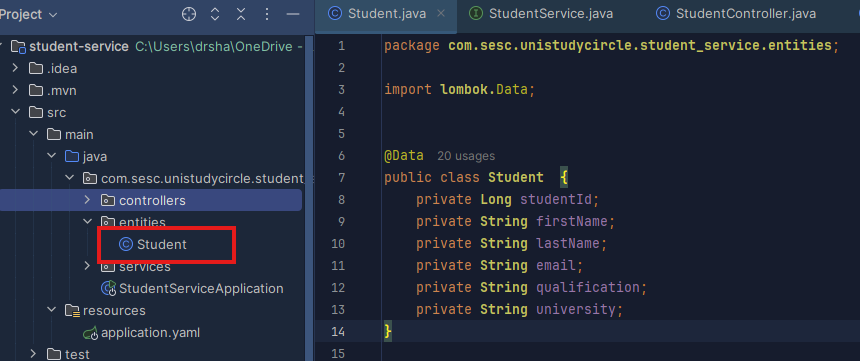 Project
student-service C:\Users\drsha\OneDrive -
.idea
.mvn
src
main
java
com.sesc.unistudycircle.student
controllers
entities
Student
services
StudentServiceApplication
resources
application.yaml
test
Student.java StudentService.java StudentController.java
1 package com.sesc.unistudycircle.student_service.entities;
2
3 import lombok.Data;
4
5
6 @Data 20 usages
7 public class Student {
8 private Long studentId;
9 private String firstName;
10 private String lastName;
11 private String email;
12 private String qualification;
13 private String university;
14 }
15